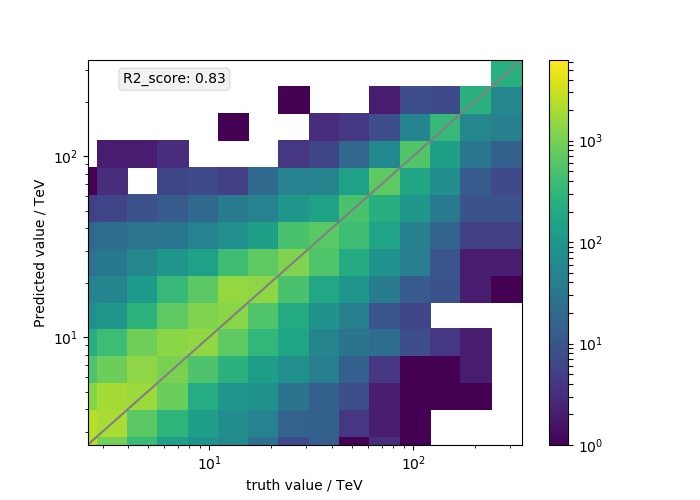 R2_score: 0.83
Predicted value / TeV
10²
10¹
10¹
10²
truth value / TeV
10³
10²
10¹
10⁰